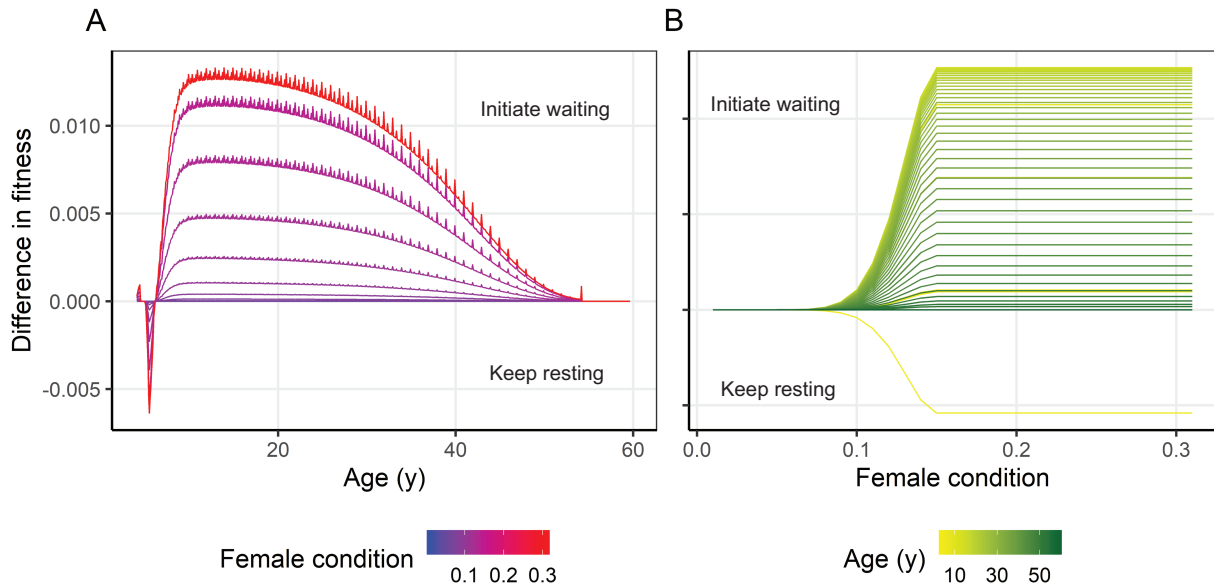 A
B
Difference in fitness
0.010
0.005
0.000
-0.005
Initiate waiting
Keep resting
20
40
60
Age (y)
Initiate waiting
Keep resting
0.0
0.1
0.2
0.3
Female condition
Female condition
0.1 0.2 0.3
Age (y)
10 30 50